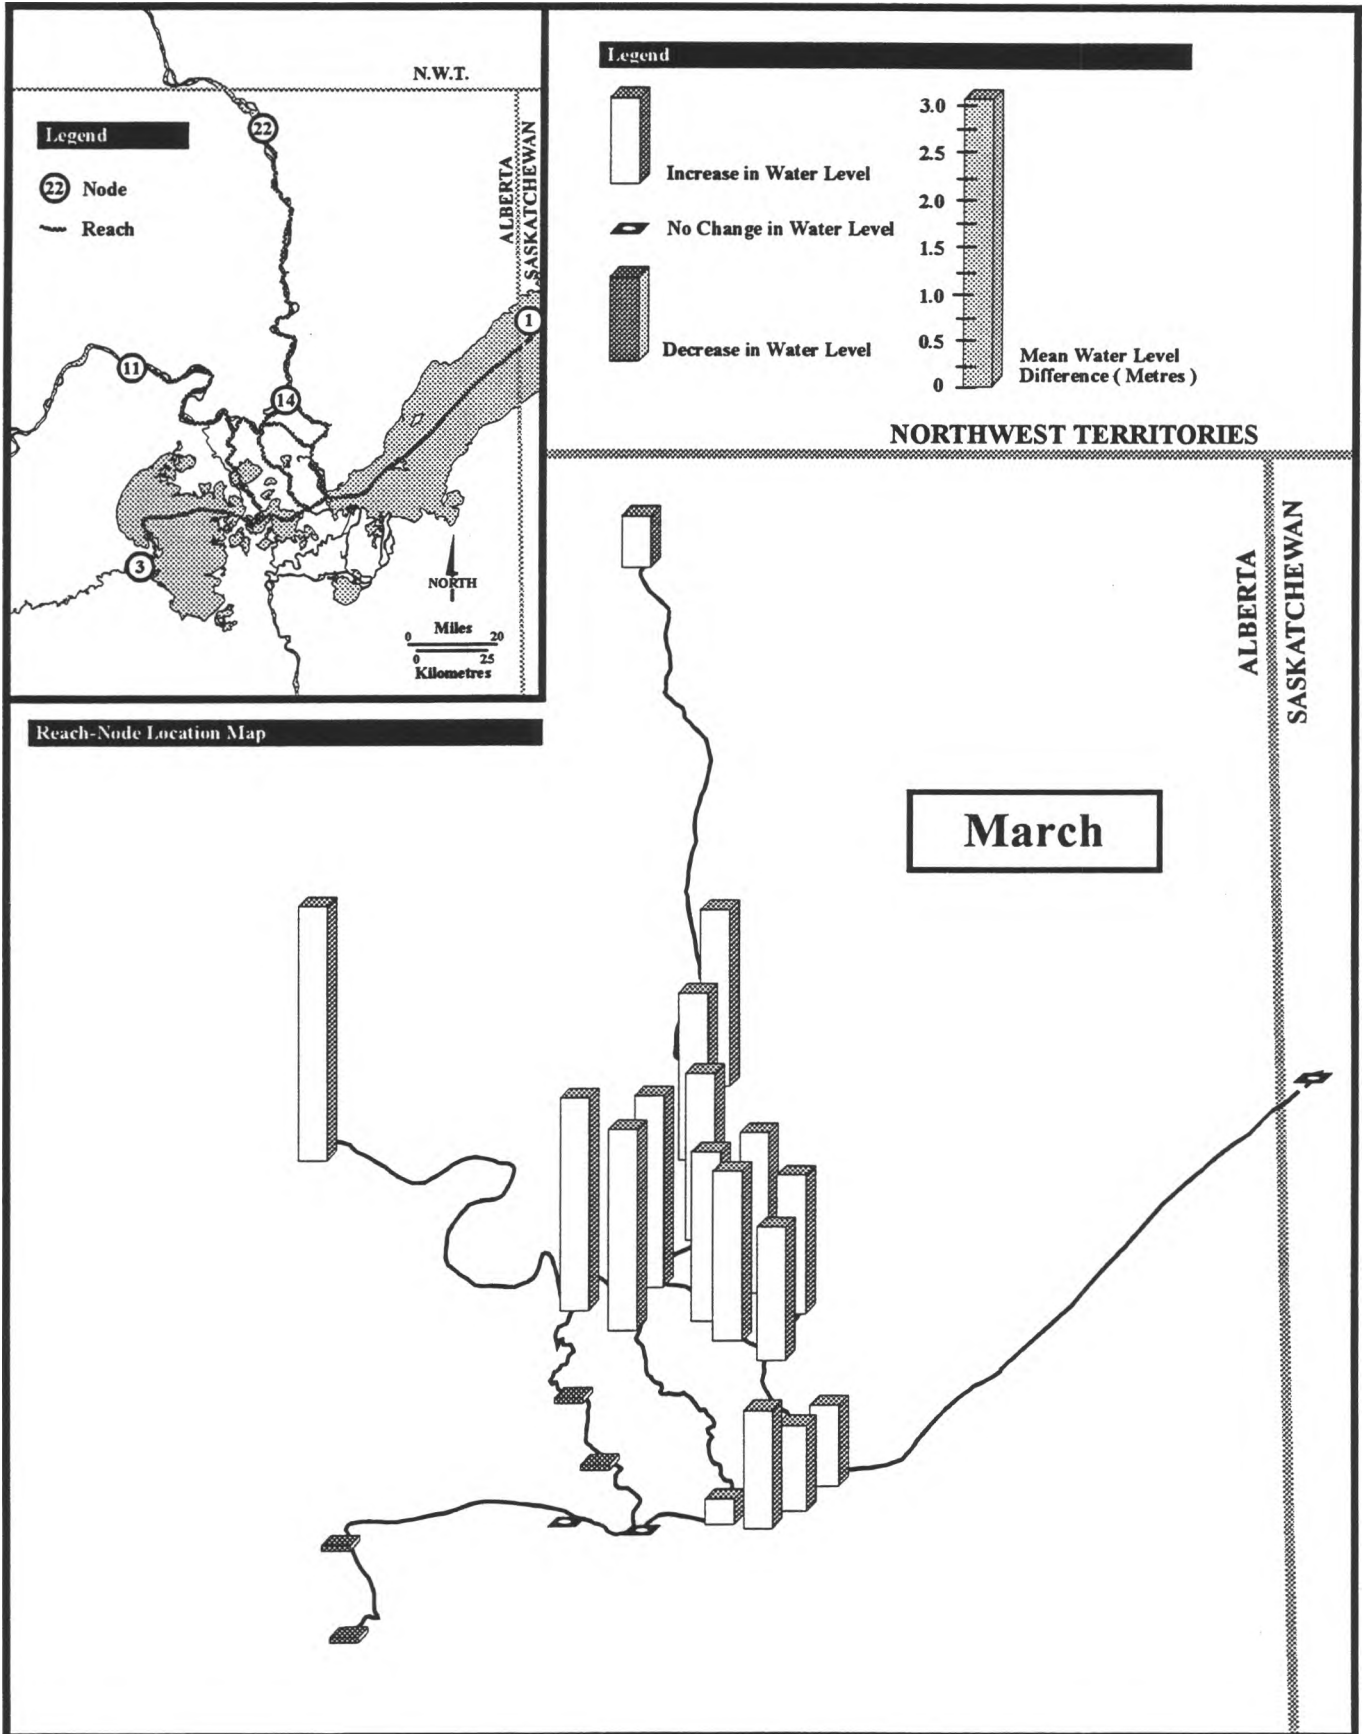 N.W.T.
Legend
22
22 Node
Reach
ALBERTA
SASKATCHEWAN
1
11
14
3
NORTH
Miles
0 20
0 25
Kilometres
Reach-Node Location Map
Legend
Increase in Water Level
No Change in Water Level
Decrease in Water Level
3.0
2.5
2.0
1.5
1.0
0.5
0
Mean Water Level
Difference ( Metres )
NORTHWEST TERRITORIES
ALBERTA
SASKATCHEWAN
March